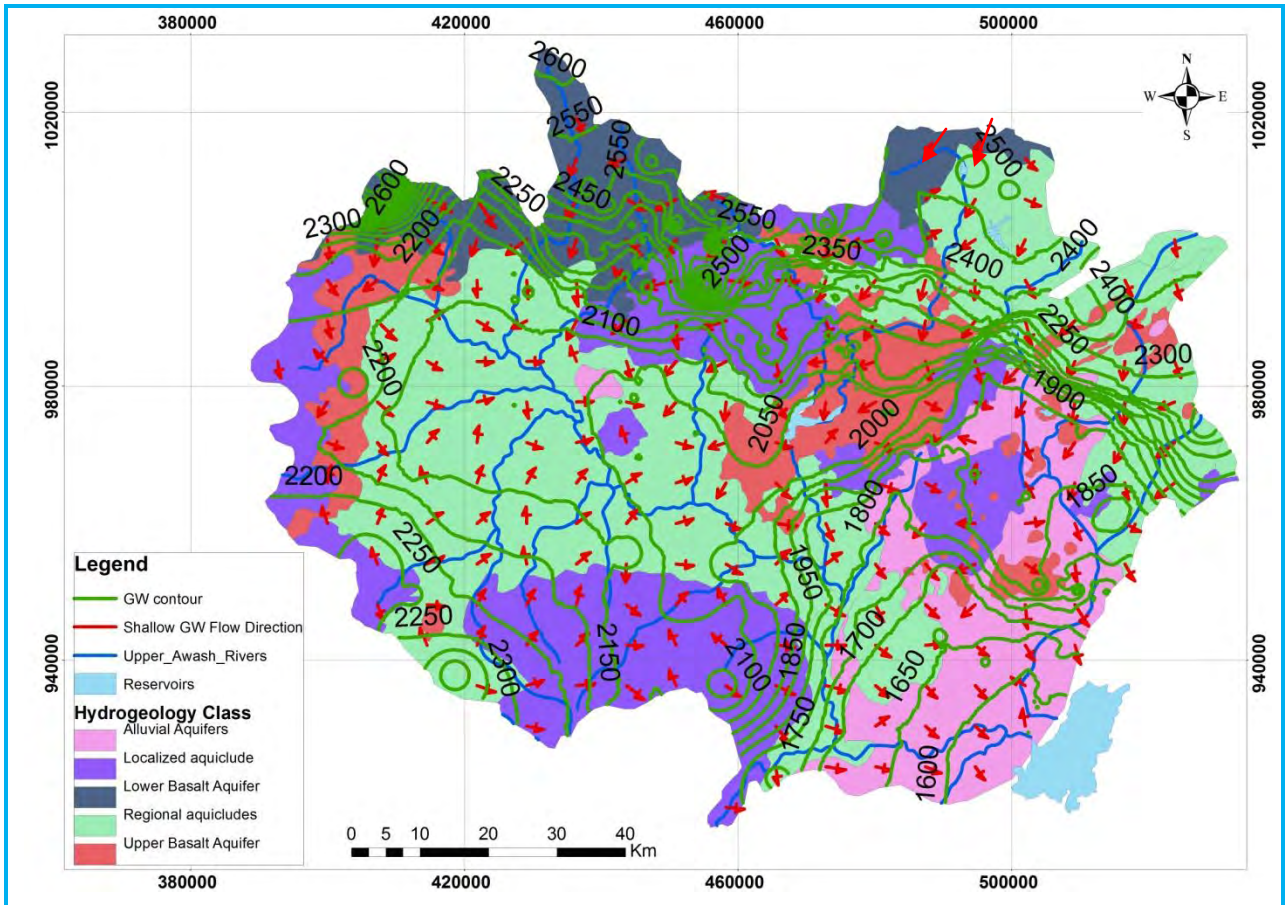 380000 420000 460000 500000
N
W E
S
1020000 1020000
2600
2550
2550
2500
2600
2250
2450
2300
2200
2550
2350
2500
2400
2400
2400
2100
2250
2300
2200
1900
980000 980000
2050
2000
2200
1850
1800
2250
1950
2250
1700
2300
2150
2100
1850
1650
1750
1600
940000 940000
Legend
GW contour
Shallow GW Flow Direction
Upper_Awash_Rivers
Reservoirs
Hydrogeology Class
Alluvial Aquifers
Localized aquiclude
Lower Basalt Aquifer
Regional aquicludes
Upper Basalt Aquifer
0 5 10 20 30 40
Km
380000 420000 460000 500000